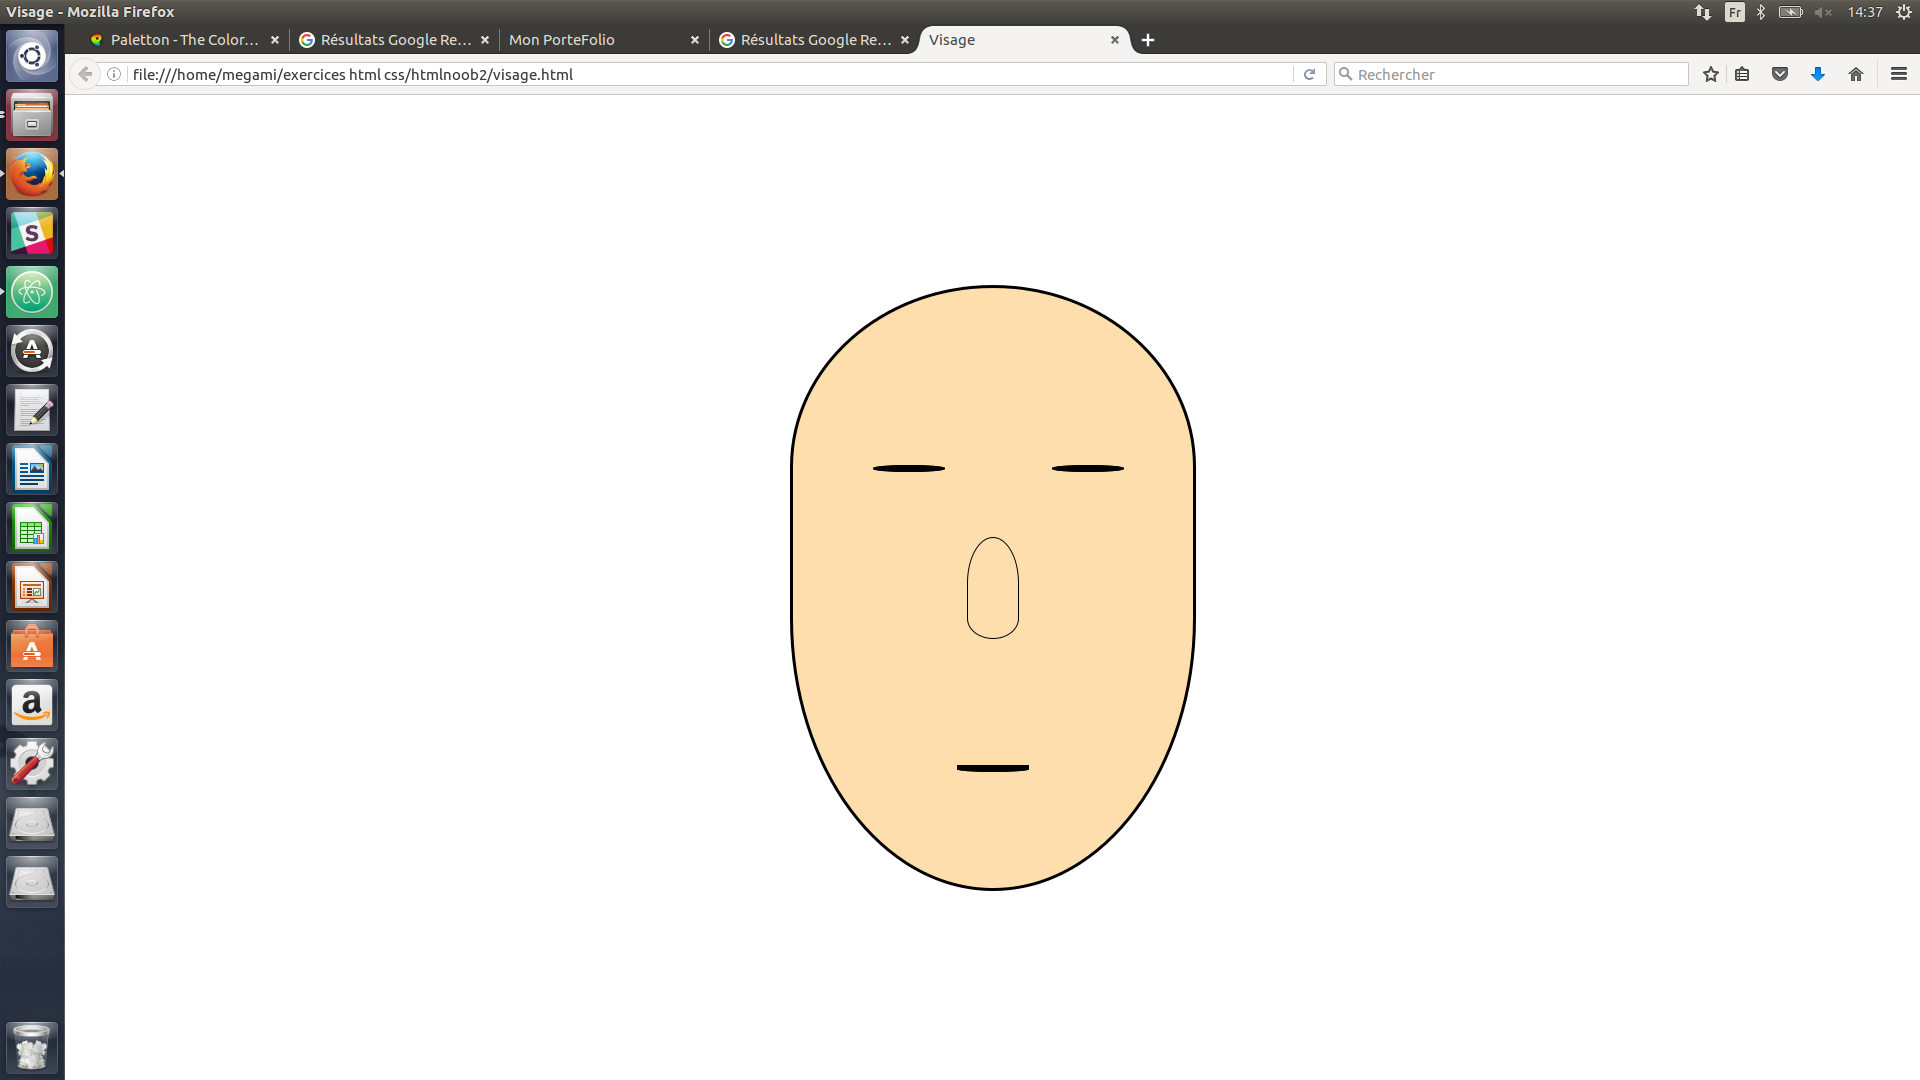 Visage - Mozilla Firefox
Fr
14:37
Paletton - The Color...
Résultats Google Re...
Mon PorteFolio
Résultats Google Re...
Visage
file:///home/megami/exercices html css/htmlnoob2/visage.html
Rechercher
S
A
A
a